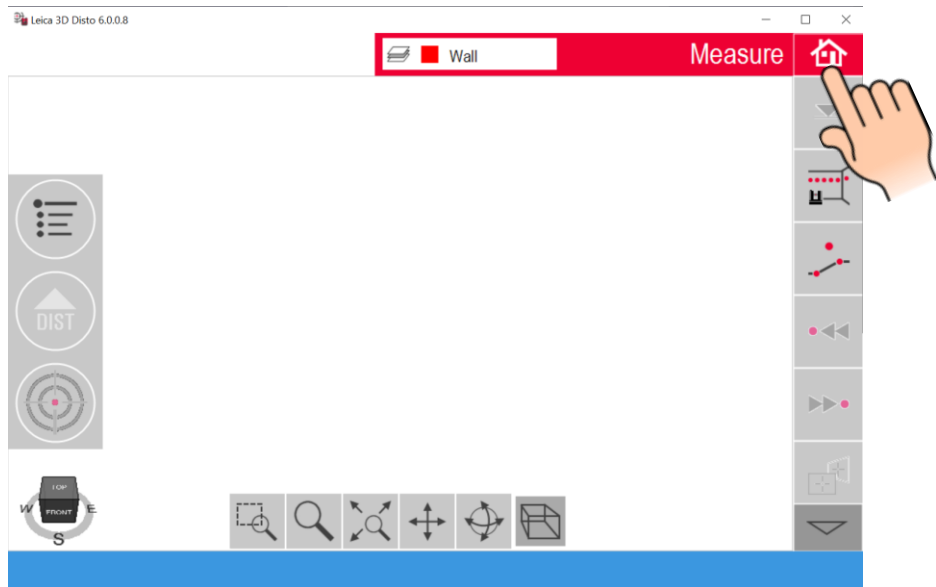 Leica 3D Disto 6.0.0.8
Wall
Measure
DIST
TOP
FRONT
W
E
S